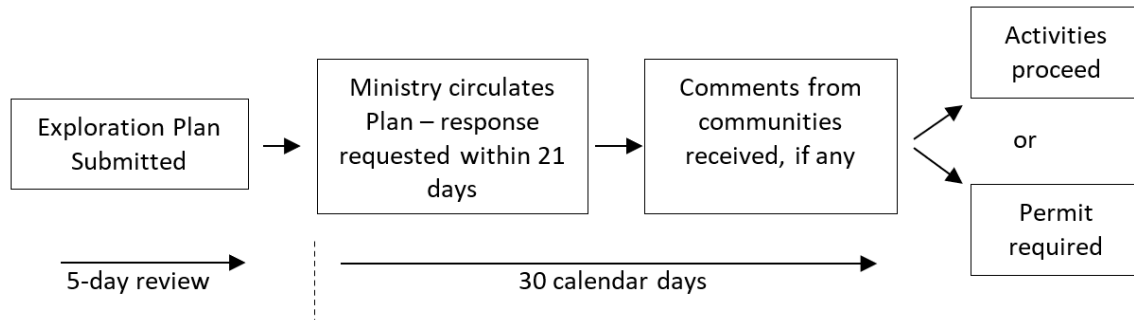 Exploration Plan
Submitted
Ministry circulates
Plan – response
requested within 21
days
Comments from
communities
received, if any
Activities
proceed
or
Permit
required
5-day review
30 calendar days